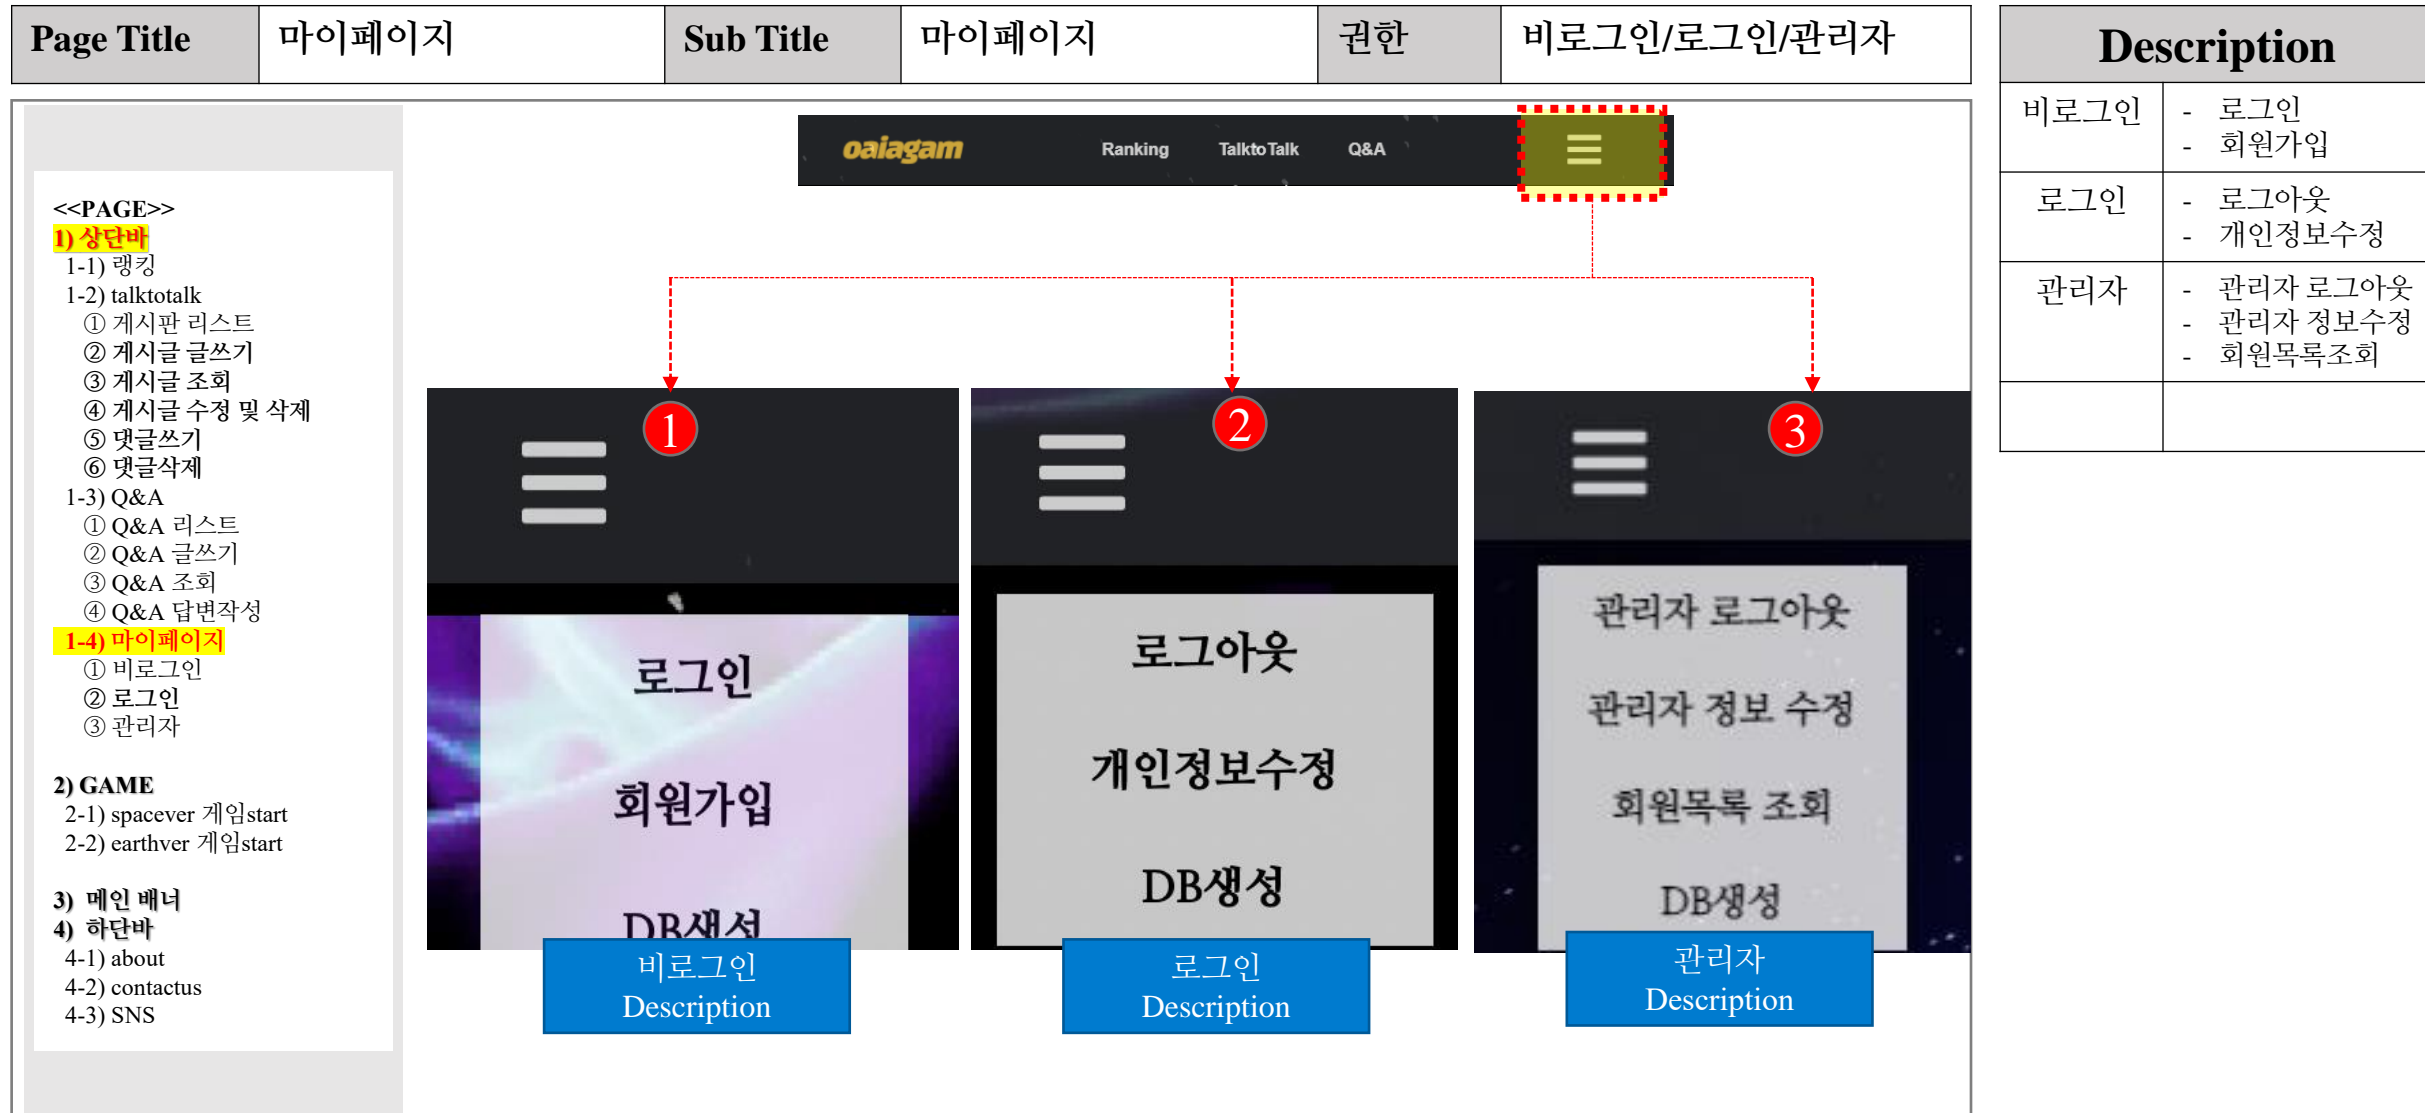 Page Title 마이페이지 Sub Title 마이페이지 권한 비로그인/로그인/관리자
Description
비로그인
- 로그인
- 회원가입
로그인
- 로그아웃
- 개인정보수정
관리자
- 관리자 로그아웃
- 관리자 정보수정
- 회원목록조회
<<PAGE>>
1) 상단바
1-1) 랭킹
1-2) talktotalk
① 게시판 리스트
② 게시글 글쓰기
③ 게시글 조회
④ 게시글 수정 및 삭제
⑤ 댓글쓰기
⑥ 댓글삭제
1-3) Q&A
① Q&A 리스트
② Q&A 글쓰기
③ Q&A 조회
④ Q&A 답변작성
1-4) 마이페이지
① 비로그인
② 로그인
③ 관리자
2) GAME
2-1) spacever 게임start
2-2) earthver 게임start
3) 메인 배너
4) 하단바
4-1) about
4-2) contactus
4-3) SNS
oaiagam Ranking TalktoTalk Q&A
1
로그인
회원가입
DB생성
비로그인
Description
2
로그아웃
개인정보수정
DB생성
로그인
Description
3
관리자 로그아웃
관리자 정보 수정
회원목록 조회
DB생성
관리자
Description